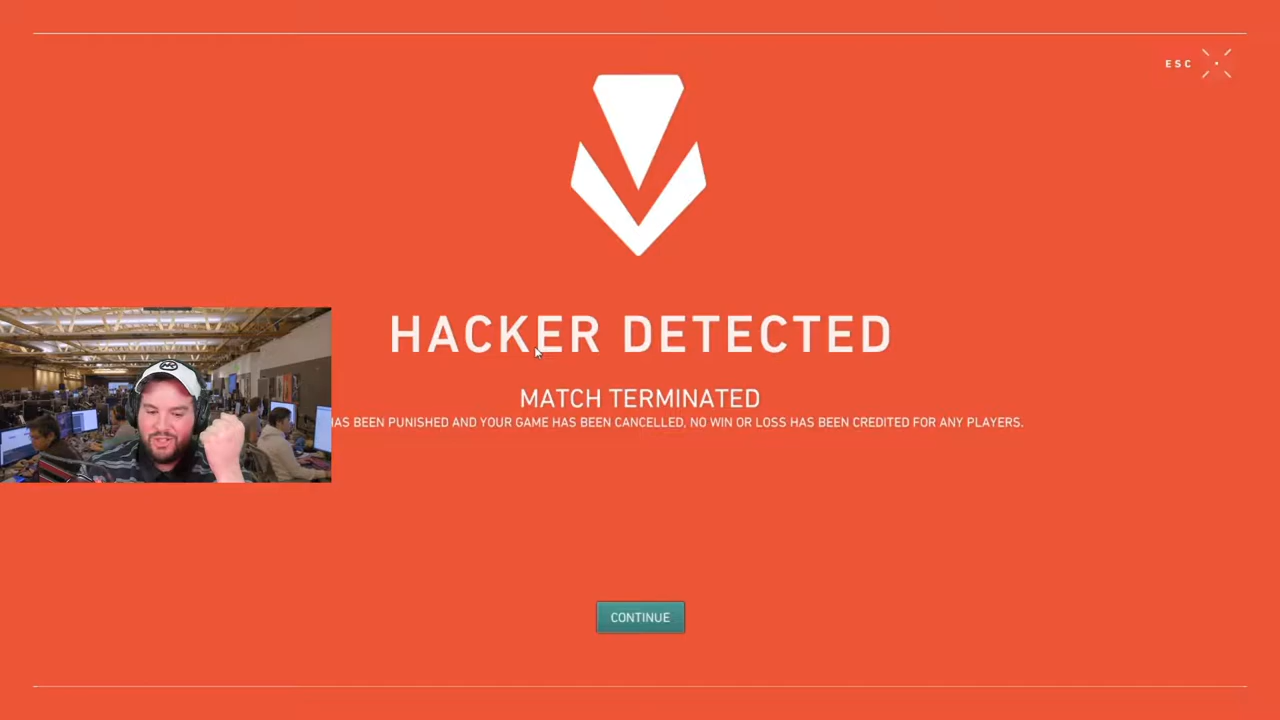 ESC
HACKER DETECTED
MATCH TERMINATED
HAS BEEN PUNISHED AND YOUR GAME HAS BEEN CANCELLED, NO WIN OR LOSS HAS BEEN CREDITED FOR ANY PLAYERS.
CONTINUE